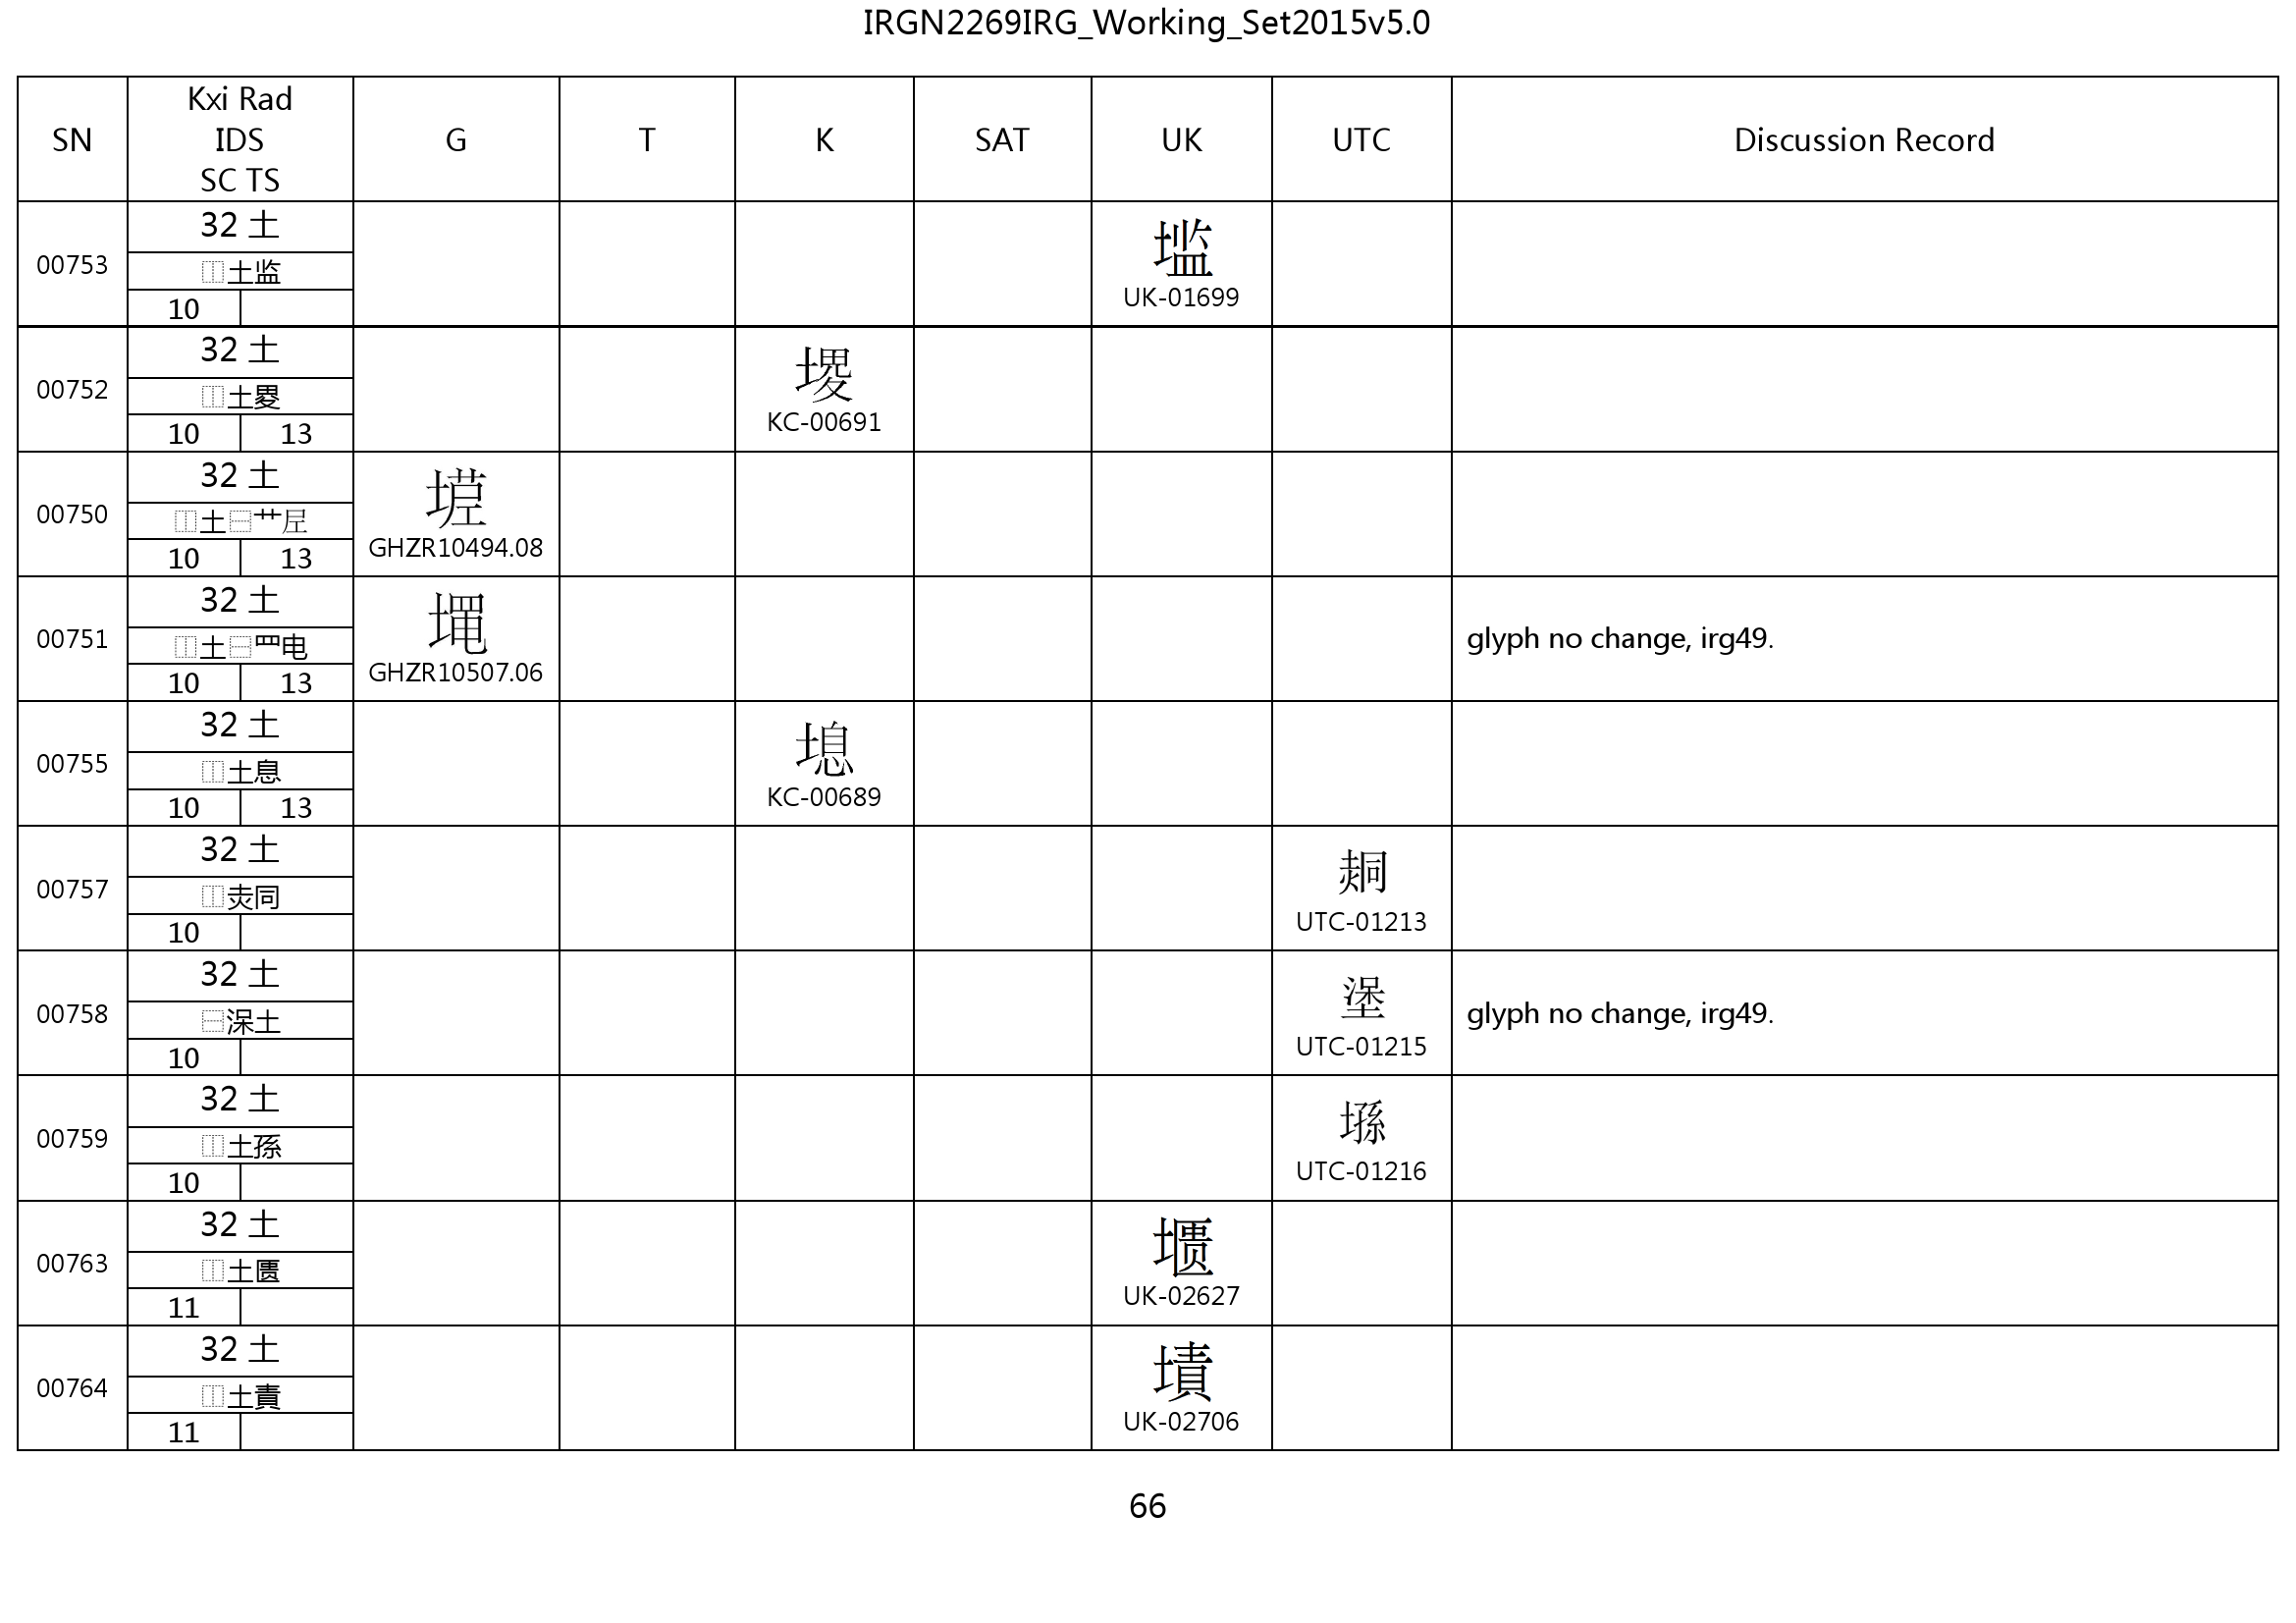 IRGN2269IRG_Working_Set2015v5.0
SN
Kxi Rad
IDS
SC TS
G
T
K
SAT
UK
UTC
Discussion Record
00753
32 土
⿰土监
10
UK-01699
00752
32 土
⿰土㚇
10 13
KC-00691
00750
32 土
⿰土⿱艹𡉄
10 13
GHZR10494.08
00751
32 土
⿰土⿱罒电
10 13
GHZR10507.06
glyph no change, irg49.
00755
32 土
⿰土息
10 13
KC-00689
00757
32 土
⿰𡗗同
10
UTC-01213
00758
32 土
⿱深土
10
UTC-01215
glyph no change, irg49.
00759
32 土
⿰土孫
10
UTC-01216
00763
32 土
⿰土匮
11
UK-02627
00764
32 土
⿰土責
11
UK-02706
66